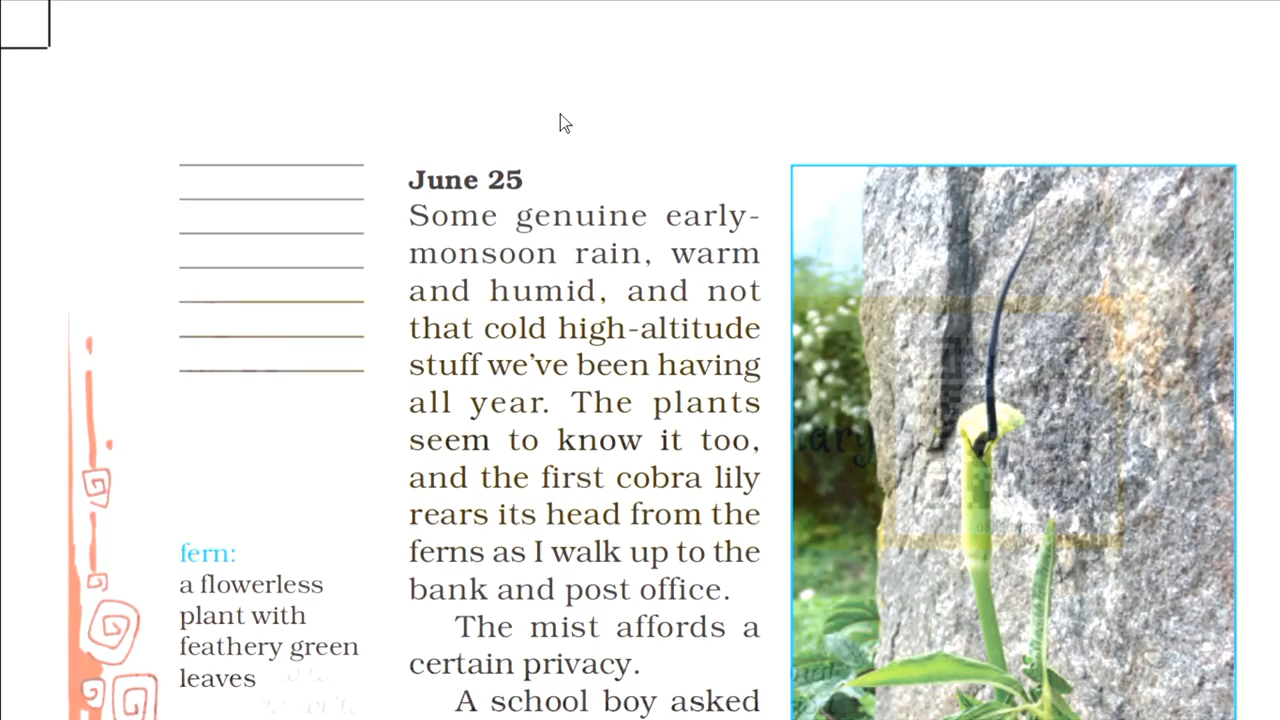 June 25
Some genuine early-
monsoon rain, warm
and humid, and not
that cold high-altitude
stuff we've been having
all year. The plants
seem to know it too,
and the first cobra lily
rears its head from the
ferns as I walk up to the
bank and post office.
The mist affords a
certain privacy.
A school boy asked
fern:
a flowerless
plant with
feathery green
leaves